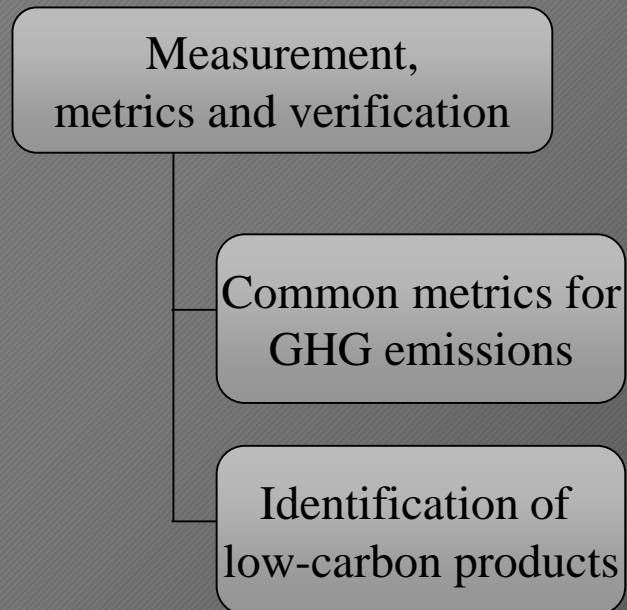 Measurement,
metrics and verification
Common metrics for
GHG emissions
Identification of
low-carbon products